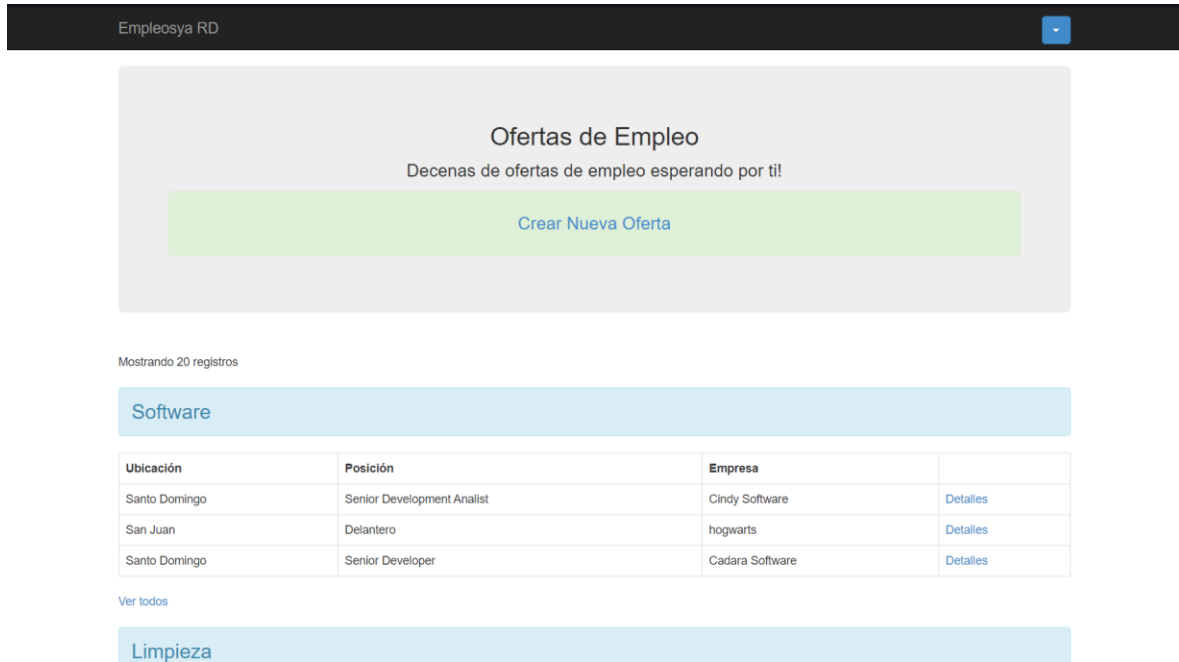 Empleosya RD
Ofertas de Empleo
Decenas de ofertas de empleo esperando por ti!
Crear Nueva Oferta
Mostrando 20 registros
Software
Ubicación Posición Empresa
Santo Domingo Senior Development Analist Cindy Software Detalles
San Juan Delantero hogwarts Detalles
Santo Domingo Senior Developer Cadara Software Detalles
Ver todos
Limpieza